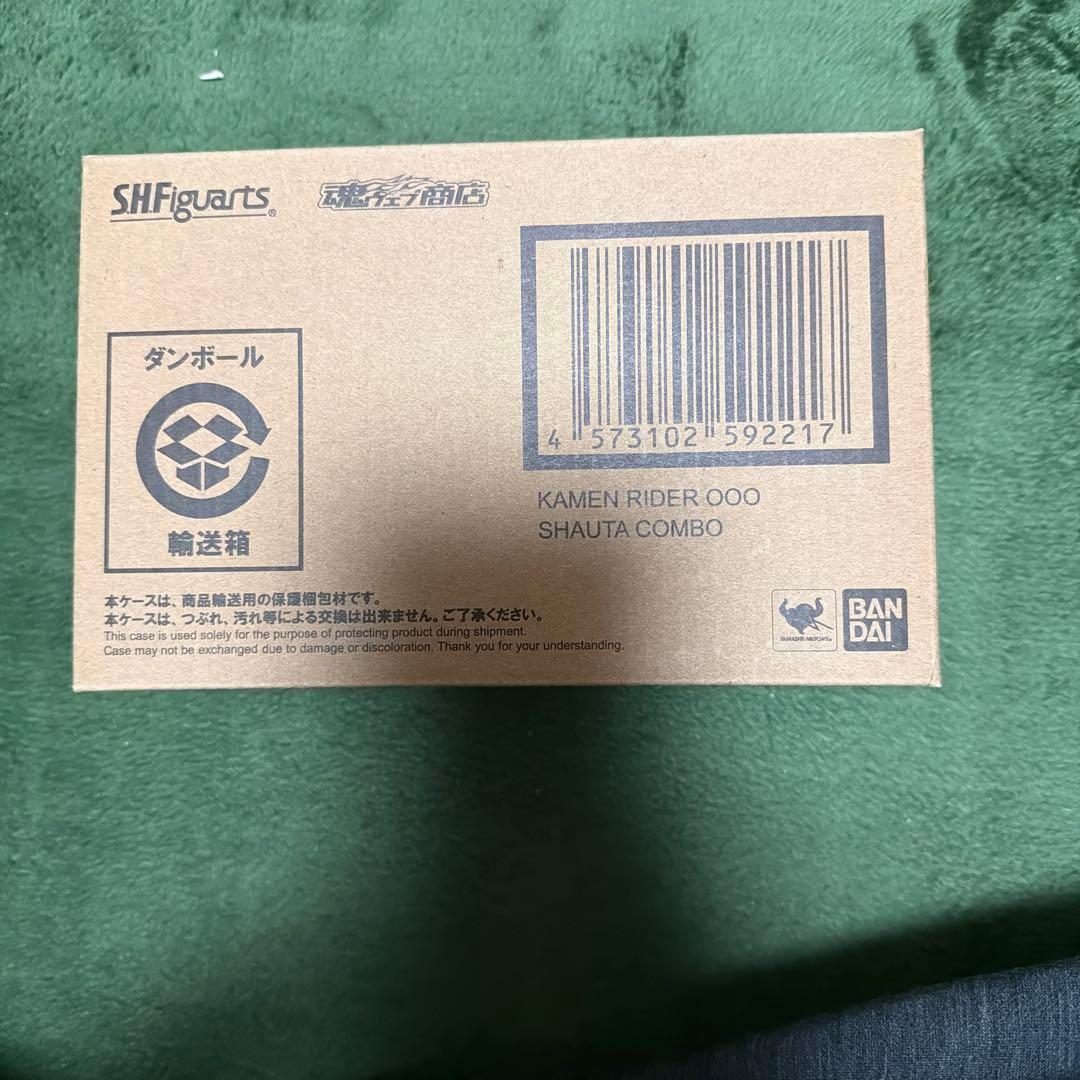 S.H.Figuarts®
魂ウェブ商店
ダンボール
輸送箱
4 573102 592217
KAMEN RIDER OOO
SHAUTA COMBO
本ケースは、商品輸送用の保護梱包材です。
本ケースは、つぶれ、汚れ等による交換は出来ません。ご了承ください。
This case is used solely for the purpose of protecting product during shipment.
Case may not be exchanged due to damage or discoloration. Thank you for your understanding.
TAMASHII NATIONS®
BAN
DAI